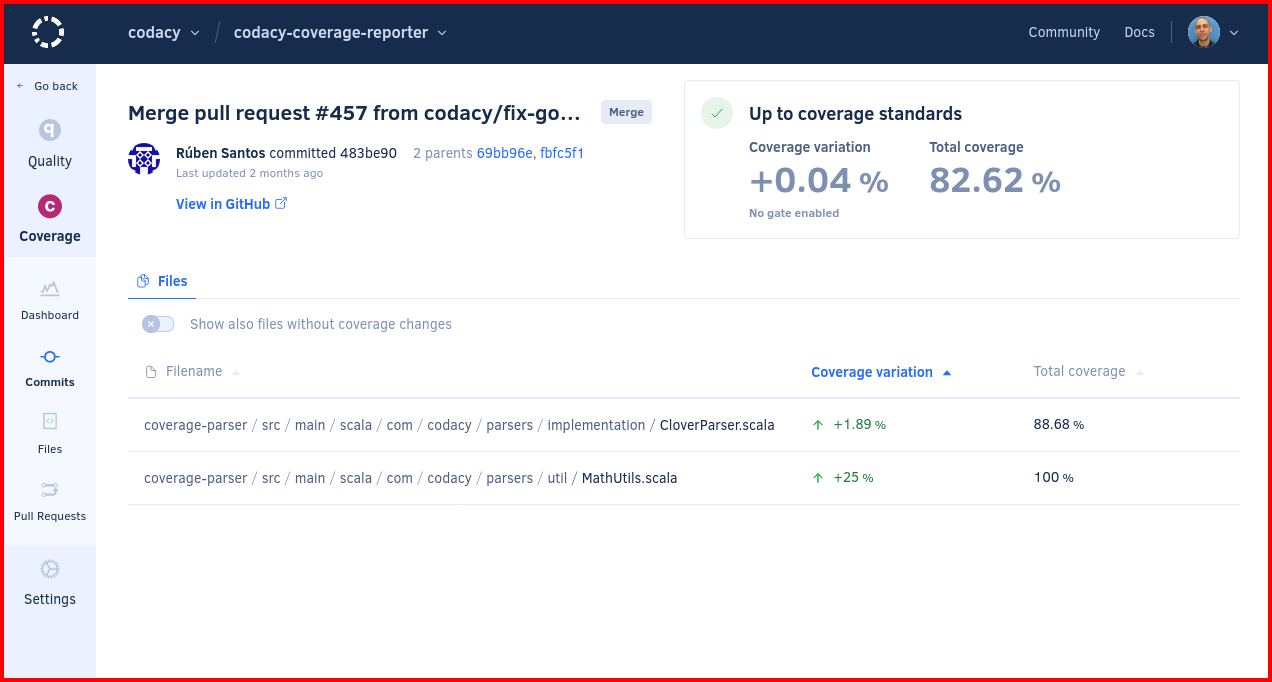 codacy / codacy-coverage-reporter
Community Docs
Go back
Quality
Coverage
Dashboard
Commits
Files
Pull Requests
Settings
Merge pull request #457 from codacy/fix-go... Merge
Rúben Santos committed 483be90 2 parents 69bb96e, fbfc5f1
Last updated 2 months ago
View in GitHub
Up to coverage standards
Coverage variation Total coverage
+0.04 % 82.62 %
No gate enabled
Files
Show also files without coverage changes
Filename Coverage variation Total coverage
coverage-parser / src / main / scala / com / codacy / parsers / implementation / CloverParser.scala +1.89 % 88.68 %
coverage-parser / src / main / scala / com / codacy / parsers / util / MathUtils.scala +25 % 100 %